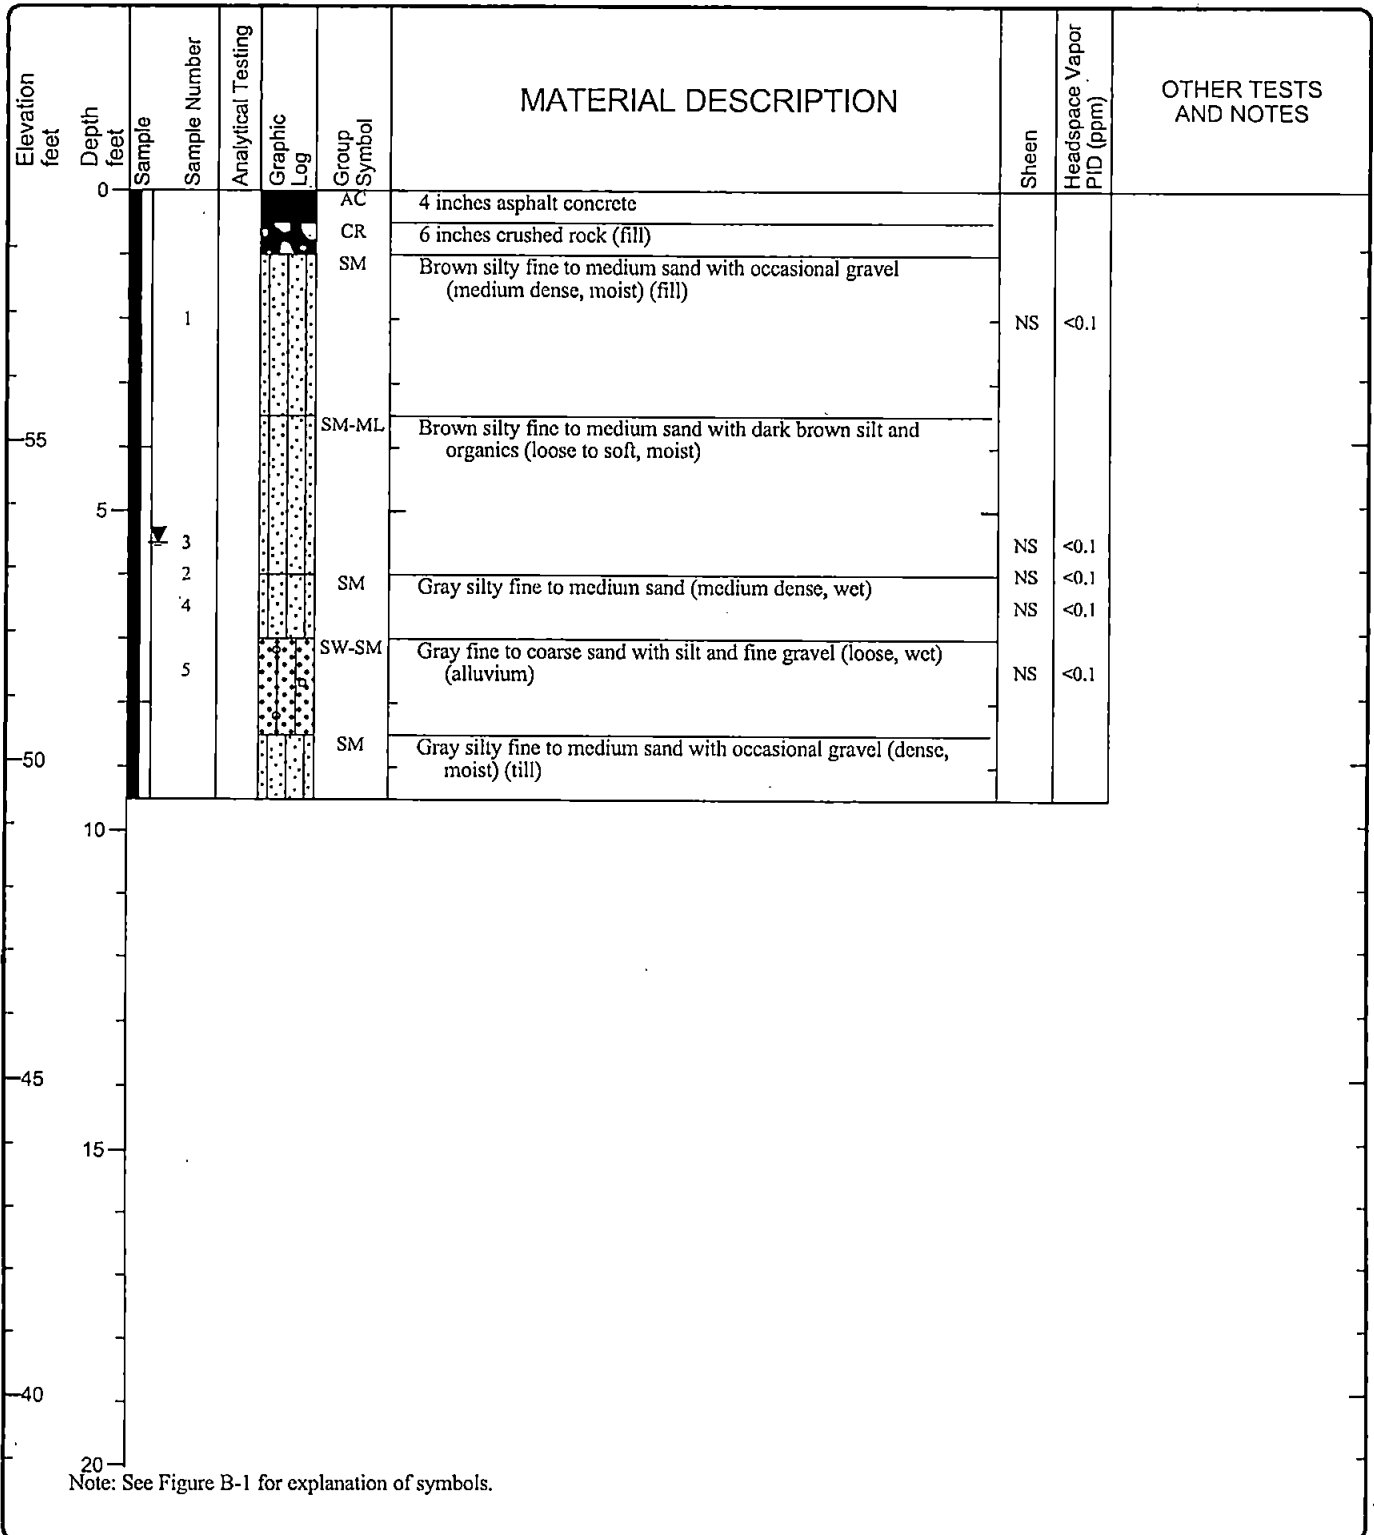 Elevation
feet
Depth
feet
Sample
Sample Number
Analytical Testing
Graphic
Log
Group
Symbol
MATERIAL DESCRIPTION
Sheen
Headspace Vapor
PID (ppm)
OTHER TESTS
AND NOTES
0
AC
4 inches asphalt concrete
CR
6 inches crushed rock (fill)
SM
Brown silty fine to medium sand with occasional gravel
(medium dense, moist) (fill)
1
NS
<0.1
55
SM-ML
Brown silty fine to medium sand with dark brown silt and
organics (loose to soft, moist)
5
3
NS
<0.1
2
NS
<0.1
SM
Gray silty fine to medium sand (medium dense, wet)
4
NS
<0.1
SW-SM
Gray fine to coarse sand with silt and fine gravel (loose, wet)
(alluvium)
5
NS
<0.1
50
SM
Gray silty fine to medium sand with occasional gravel (dense,
moist) (till)
10
45
15
40
20
Note: See Figure B-1 for explanation of symbols.